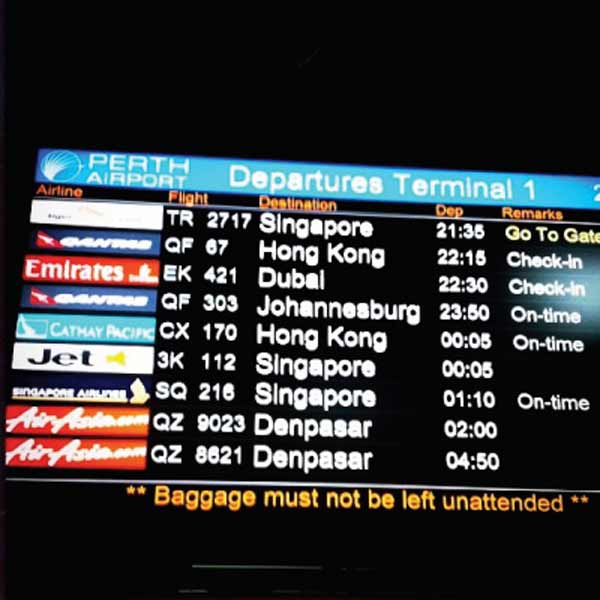 PERTH AIRPORT Departures Terminal 1 2
Airline Flight Destination Dep Remarks
TR 2717 Singapore 21:35 Go To Gate
QANTAS QF 67 Hong Kong 22:15 Check-in
Emirates EK 421 Dubai 22:30 Check-in
QANTAS QF 303 Johannesburg 23:50 On-time
CATHAY PACIFIC CX 170 Hong Kong 00:05 On-time
Jet 3K 112 Singapore 00:05
SINGAPORE AIRLINES SQ 216 Singapore 01:10 On-time
AirAsia.com QZ 9023 Denpasar 02:00
AirAsia.com QZ 8621 Denpasar 04:50
** Baggage must not be left unattended **